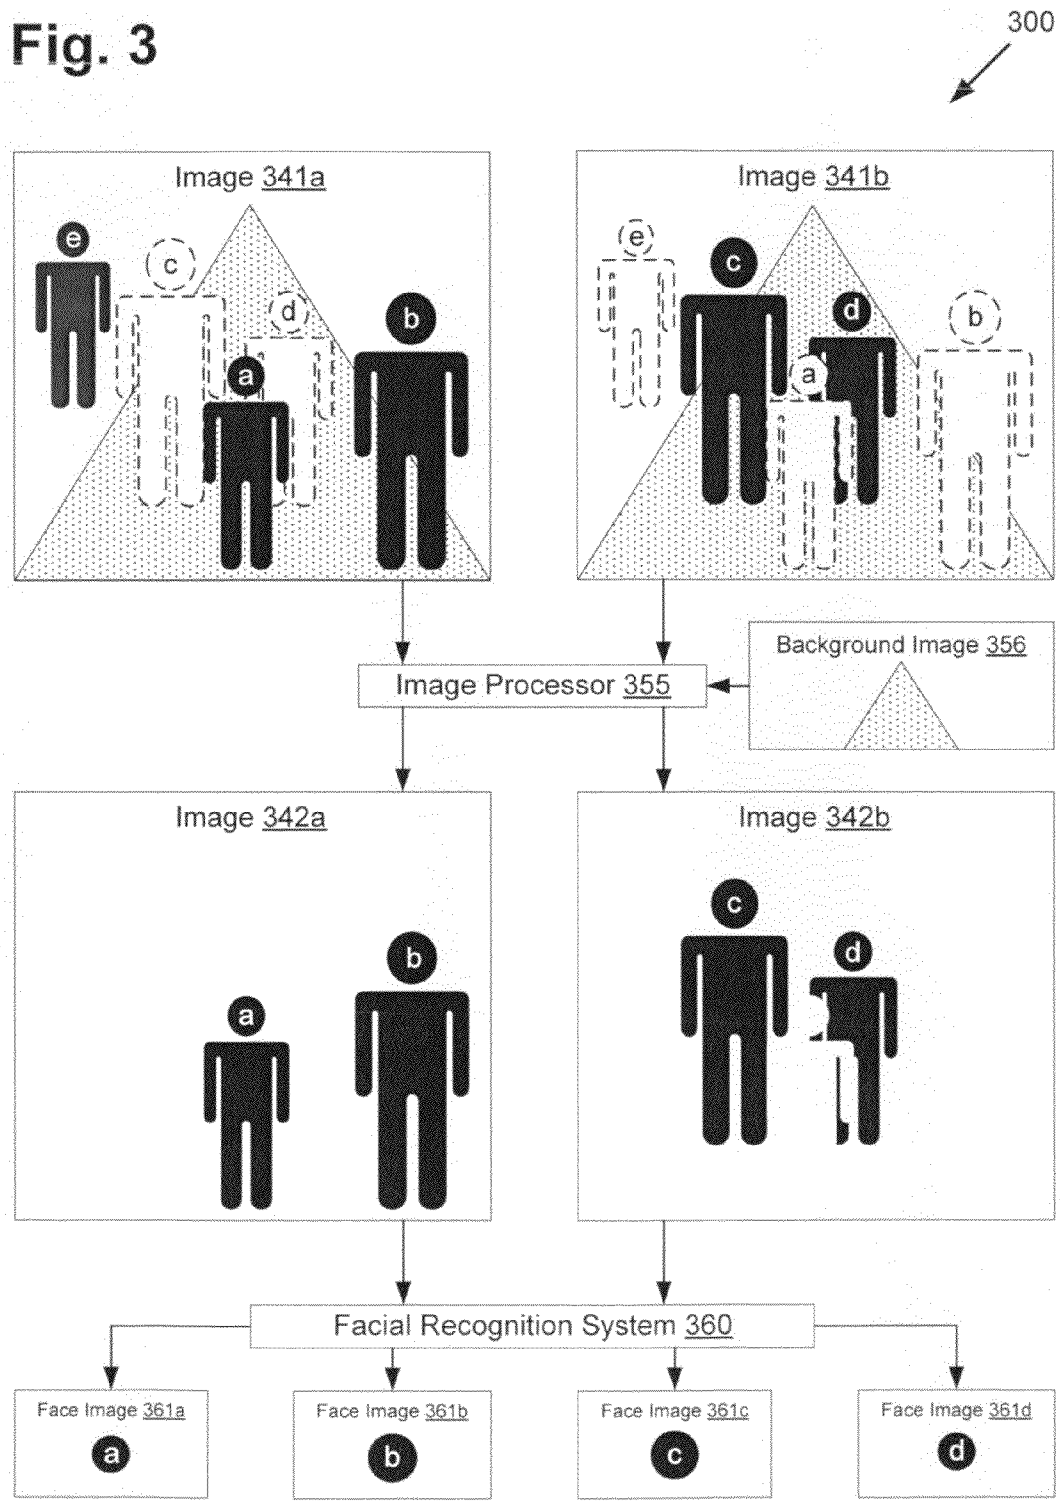 Fig. 3
300
Image 341a
e
c
d
b
a
Image 341b
e
c
d
b
a
Background Image 356
Image Processor 355
Image 342a
b
a
Image 342b
c
d
Facial Recognition System 360
Face Image 361a
a
Face Image 361b
b
Face Image 361c
c
Face Image 361d
d